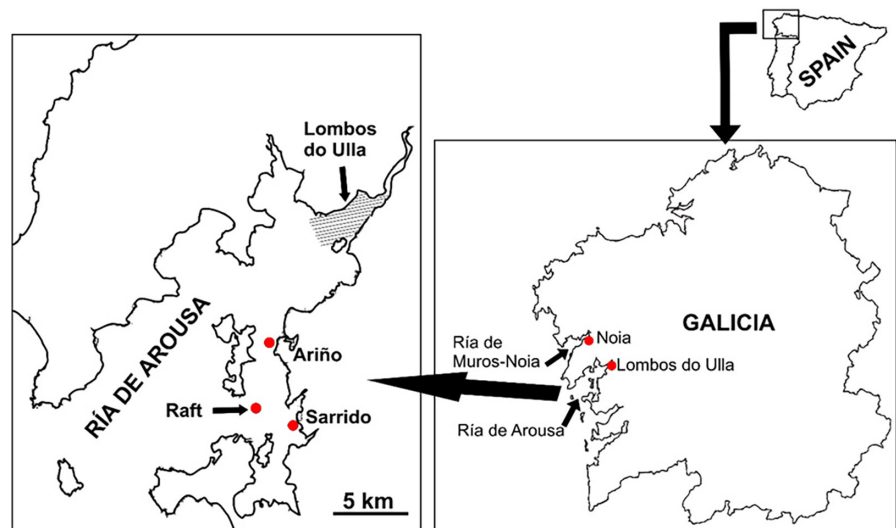 SPAIN
Lombos
do Ulla
RÍA DE AROUSA
Ariño
Raft
Sarrido
5 km
GALICIA
Noia
Ría de
Muros-Noia
Lombos do Ulla
Ría de Arousa